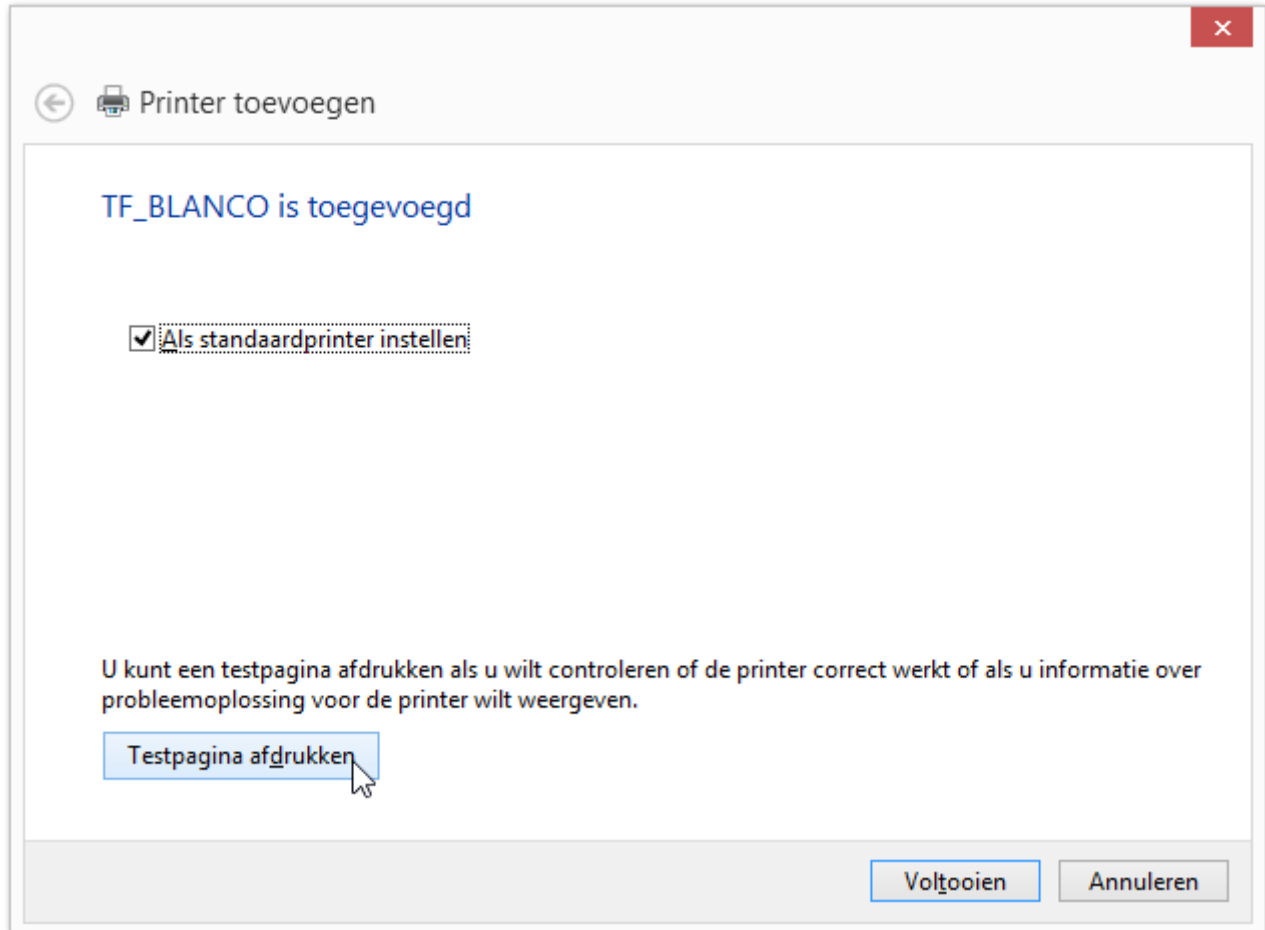 Printer toevoegen
TF_BLANCO is toegevoegd
Als standaardprinter instellen
U kunt een testpagina afdrukken als u wilt controleren of de printer correct werkt of als u informatie over
probleemoplossing voor de printer wilt weergeven.
Testpagina afdrukken
Voltooien
Annuleren